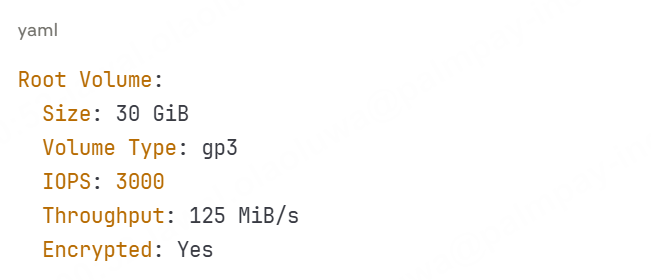 yaml
Root Volume:
  Size: 30 GiB
  Volume Type: gp3
  IOPS: 3000
  Throughput: 125 MiB/s
  Encrypted: Yes